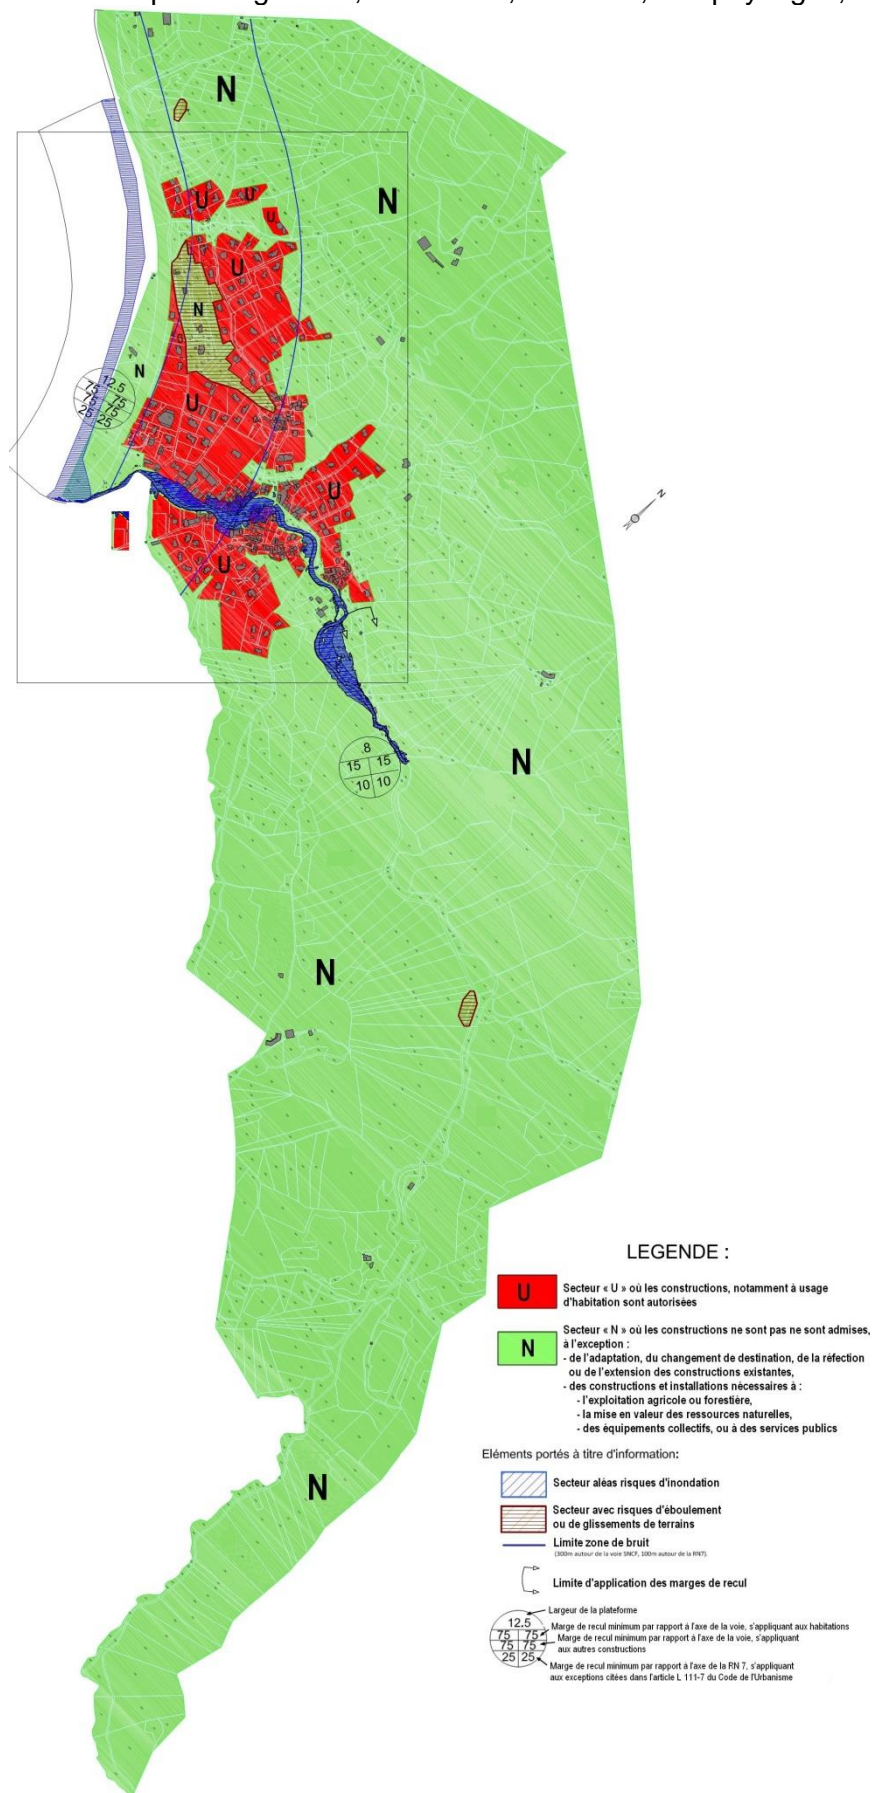 N
N
U
U
U
U
N
N
12.5
75 75
75 75
25 25
U
U
U
N
8
15 15
10 10
N
N
N
LEGENDE :
U
Secteur « U » où les constructions, notamment à usage
d'habitation sont autorisées
N
Secteur « N » où les constructions ne sont pas ne sont admises,
à l'exception :
- de l'adaptation, du changement de destination, de la réfection
ou de l'extension des constructions existantes,
- des constructions et installations nécessaires à :
- l'exploitation agricole ou forestière,
- la mise en valeur des ressources naturelles,
- des équipements collectifs, ou à des services publics
Eléments portés à titre d'information:
Secteur aléas risques d'inondation
Secteur avec risques d'éboulement
ou de glissements de terrains
Limite zone de bruit
(300m autour de la voie SNCF, 100m autour de la RN7).
Limite d'application des marges de recul
Largeur de la plateforme
12.5
75 75
75 75
25 25
Marge de recul minimum par rapport à l'axe de la voie, s'appliquant aux habitations
Marge de recul minimum par rapport à l'axe de la voie, s'appliquant
aux autres constructions
Marge de recul minimum par rapport à l'axe de la RN 7, s'appliquant
aux exceptions citées dans l'article L 111-7 du Code de l'Urbanisme